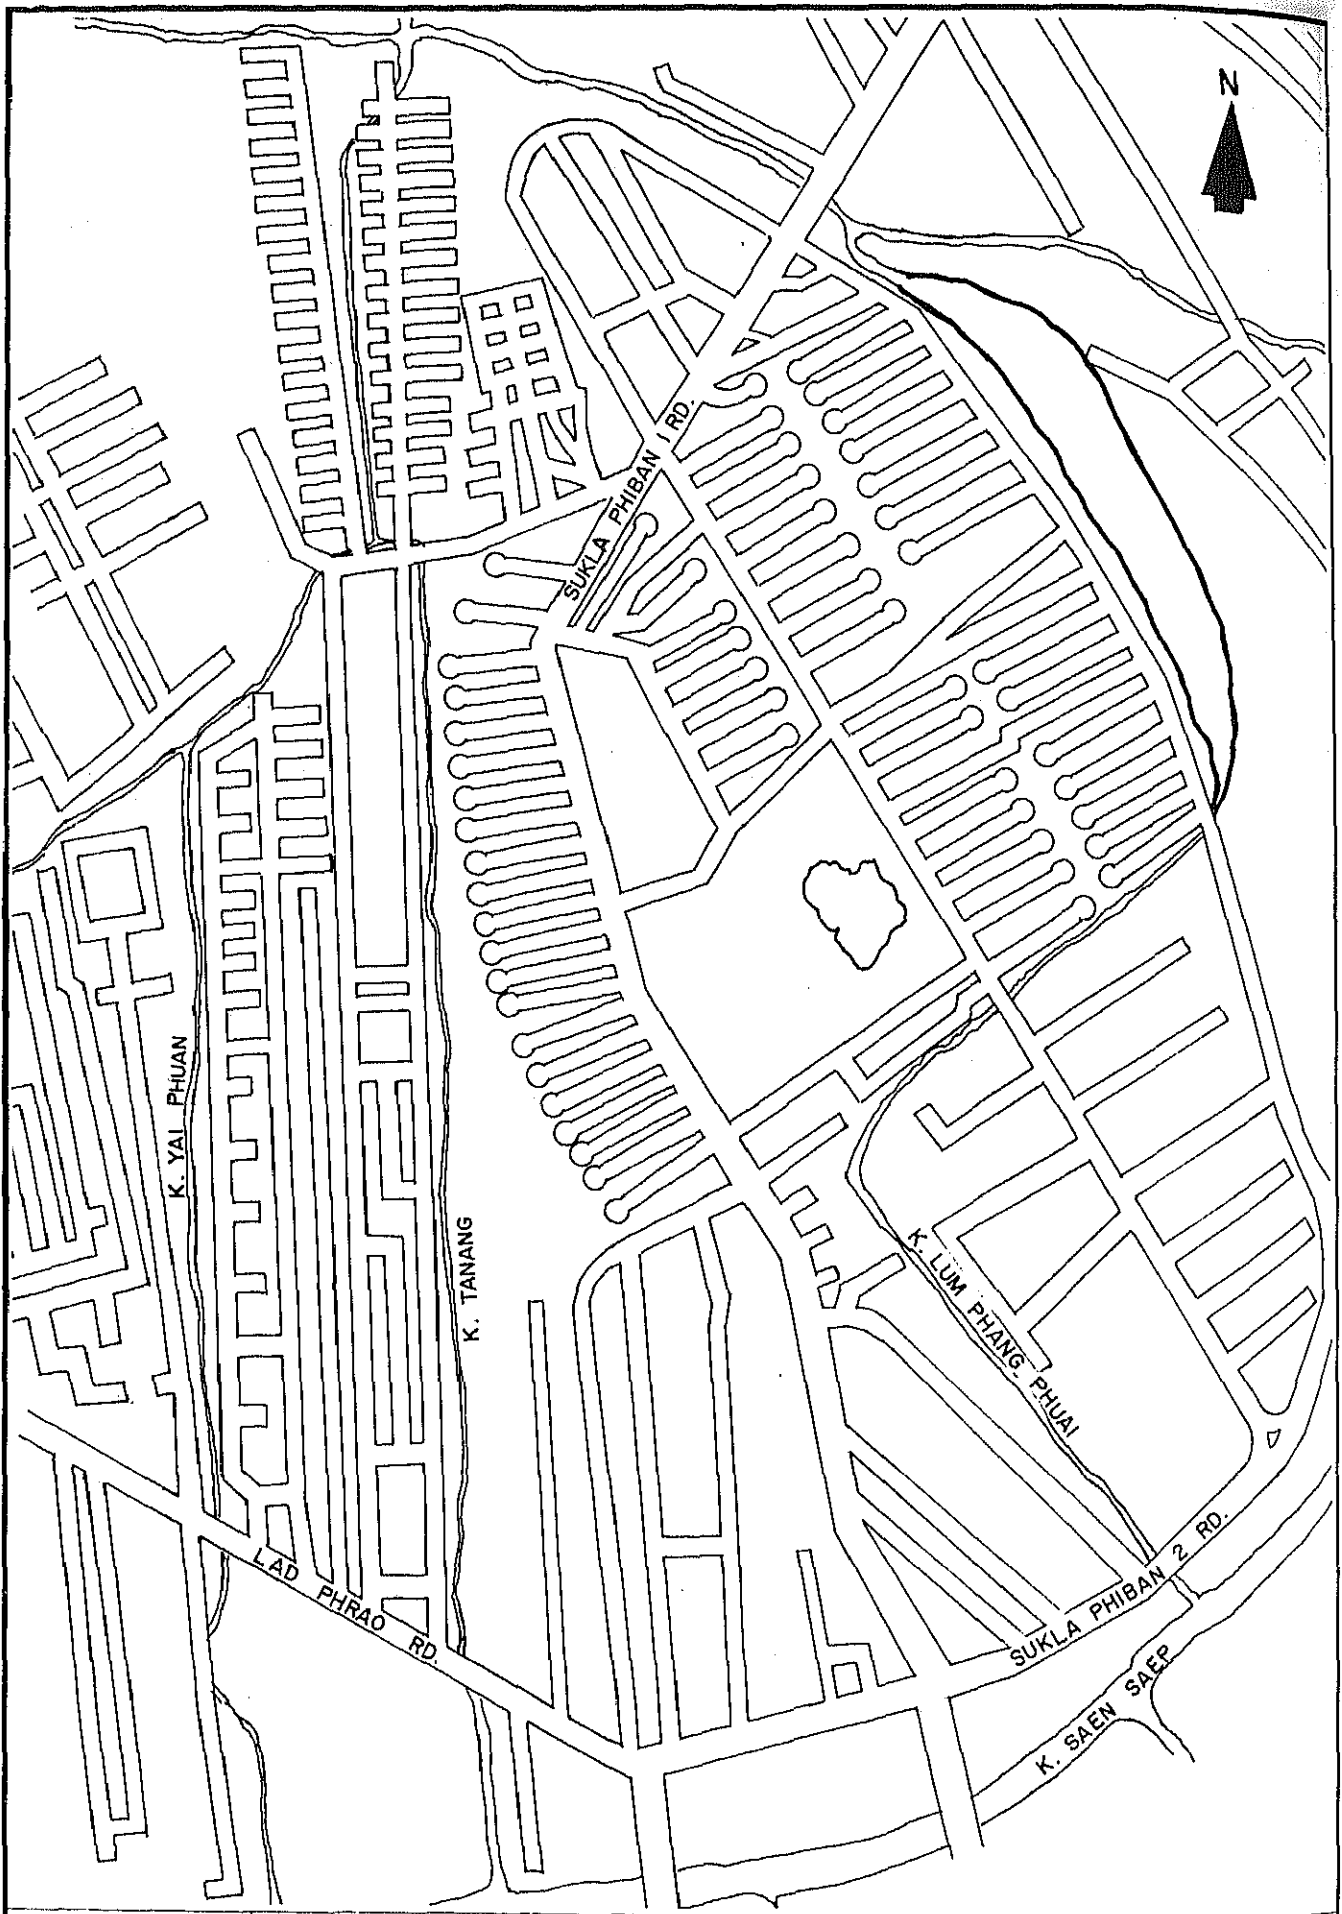 N
SUKLA PHIBAN 1 RD.
K. YAI PHUAN
K. TANANG
K. LUM PHANG PHUAI
LAD PHRAO RD.
SUKLA PHIBAN 2 RD.
K. SAEN SAEP